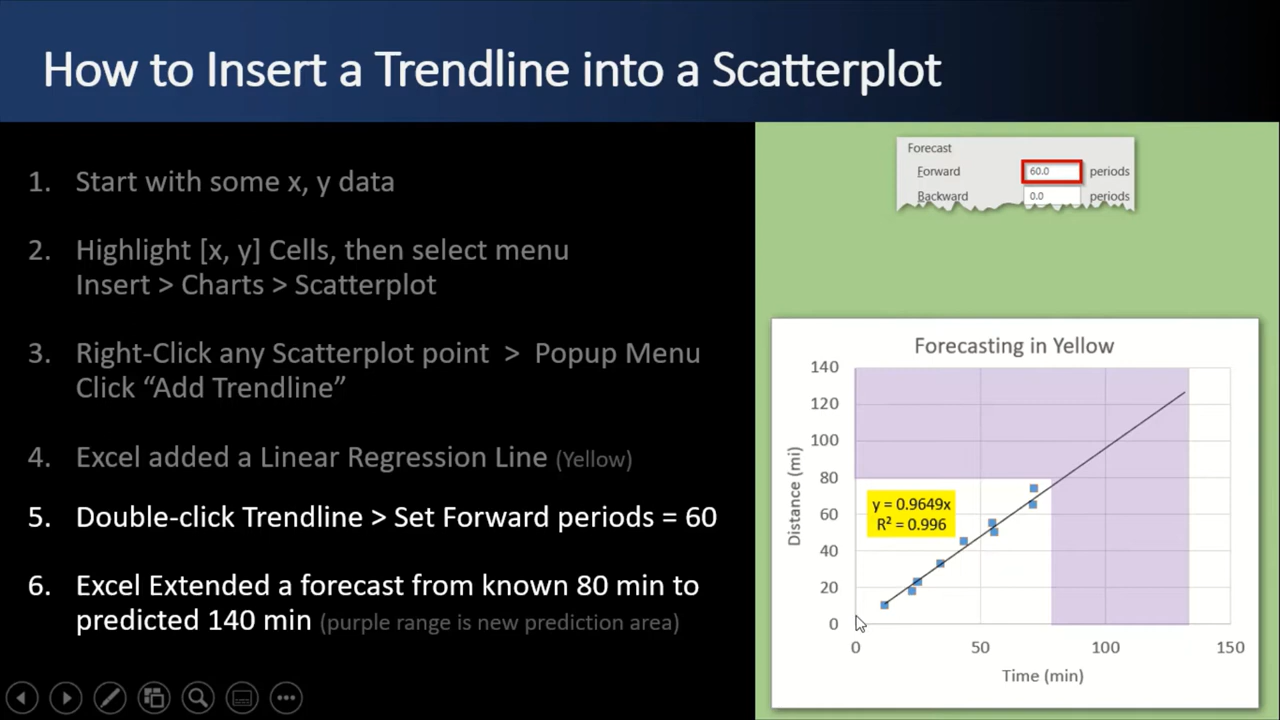 How to Insert a Trendline into a Scatterplot
1. Start with some x, y data
2. Highlight [x, y] Cells, then select menu
Insert > Charts > Scatterplot
3. Right-Click any Scatterplot point > Popup Menu
Click “Add Trendline”
4. Excel added a Linear Regression Line (Yellow)
5. Double-click Trendline > Set Forward periods = 60
6. Excel Extended a forecast from known 80 min to
predicted 140 min (purple range is new prediction area)
Forecast
Forward 60.0 periods
Backward 0.0 periods
Forecasting in Yellow
140
120
100
80
60
40
20
0
Distance (mi)
y = 0.9649x
R² = 0.996
0 50 100 150
Time (min)